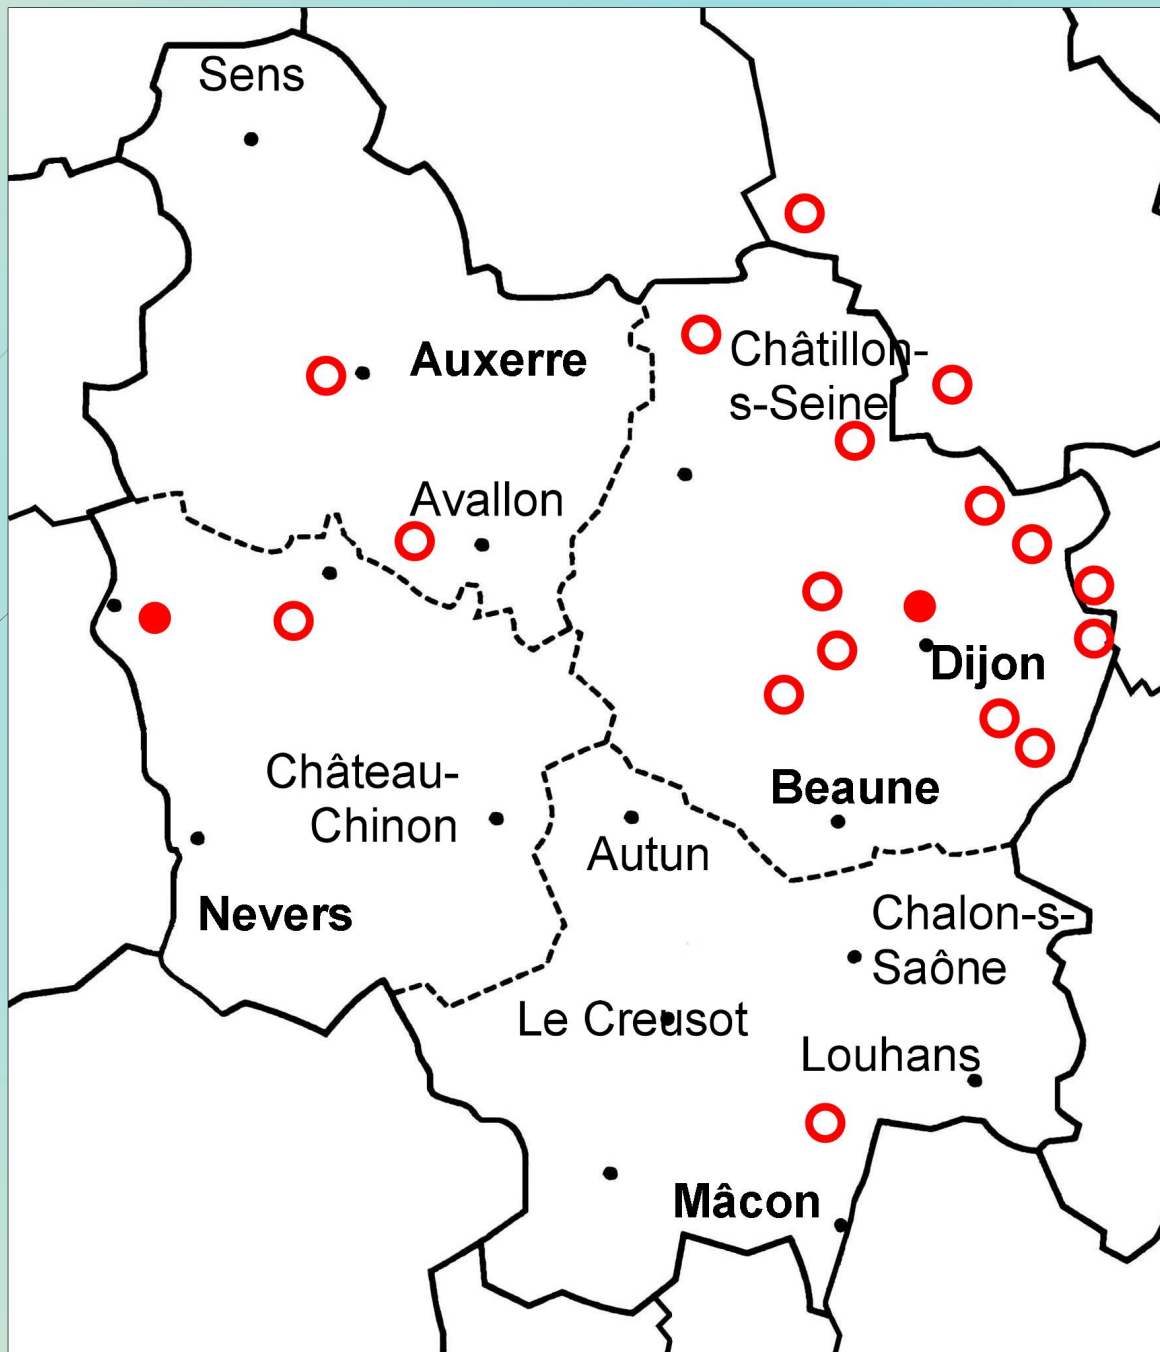 Sens
Châtillon-
s-Seine
Auxerre
Avallon
Dijon
Château-
Chinon
Beaune
Autun
Nevers
Chalon-s-
Saône
Le Creusot
Louhans
Mâcon